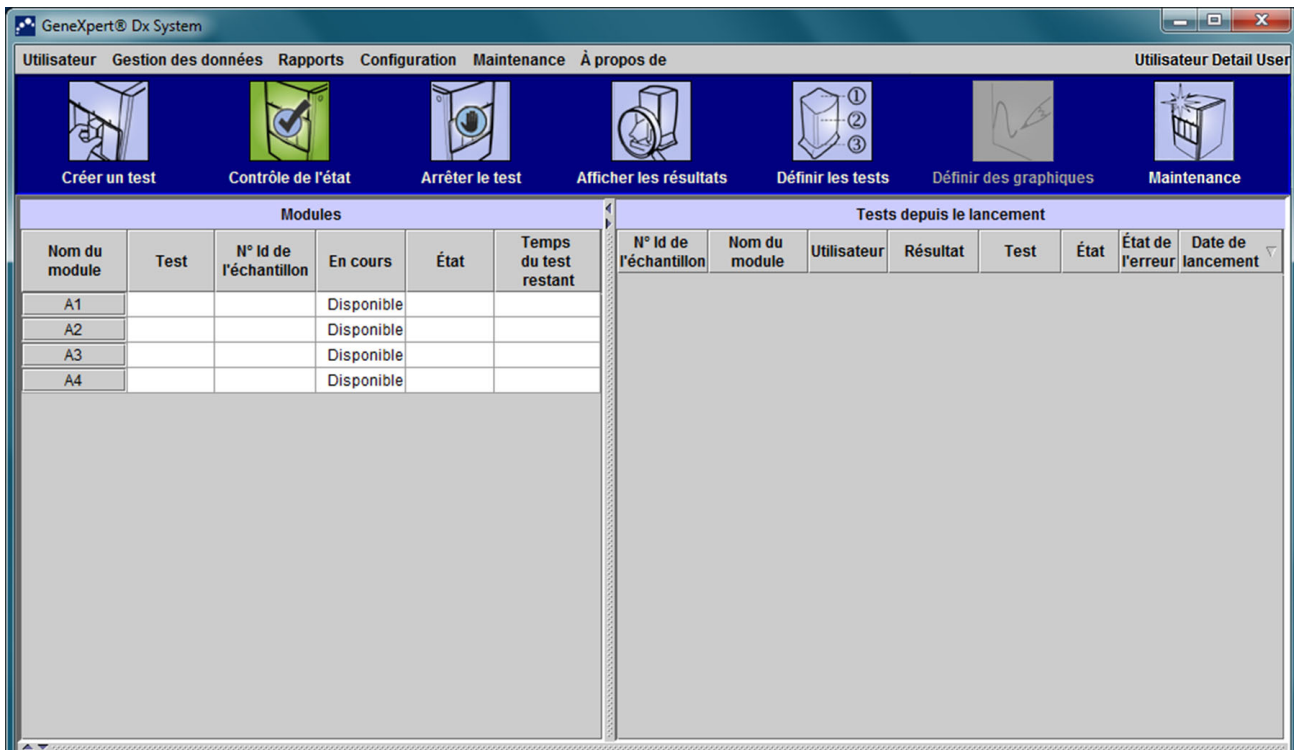 GeneXpert® Dx System
Utilisateur Gestion des données Rapports Configuration Maintenance À propos de Utilisateur Detail User
①
②
③
Créer un test Contrôle de l'état Arrêter le test Afficher les résultats Définir les tests Définir des graphiques Maintenance
Modules
Nom du module Test N° Id de l'échantillon En cours État Temps du test restant
A1 Disponible
A2 Disponible
A3 Disponible
A4 Disponible
Tests depuis le lancement
N° Id de l'échantillon Nom du module Utilisateur Résultat Test État État de l'erreur Date de lancement